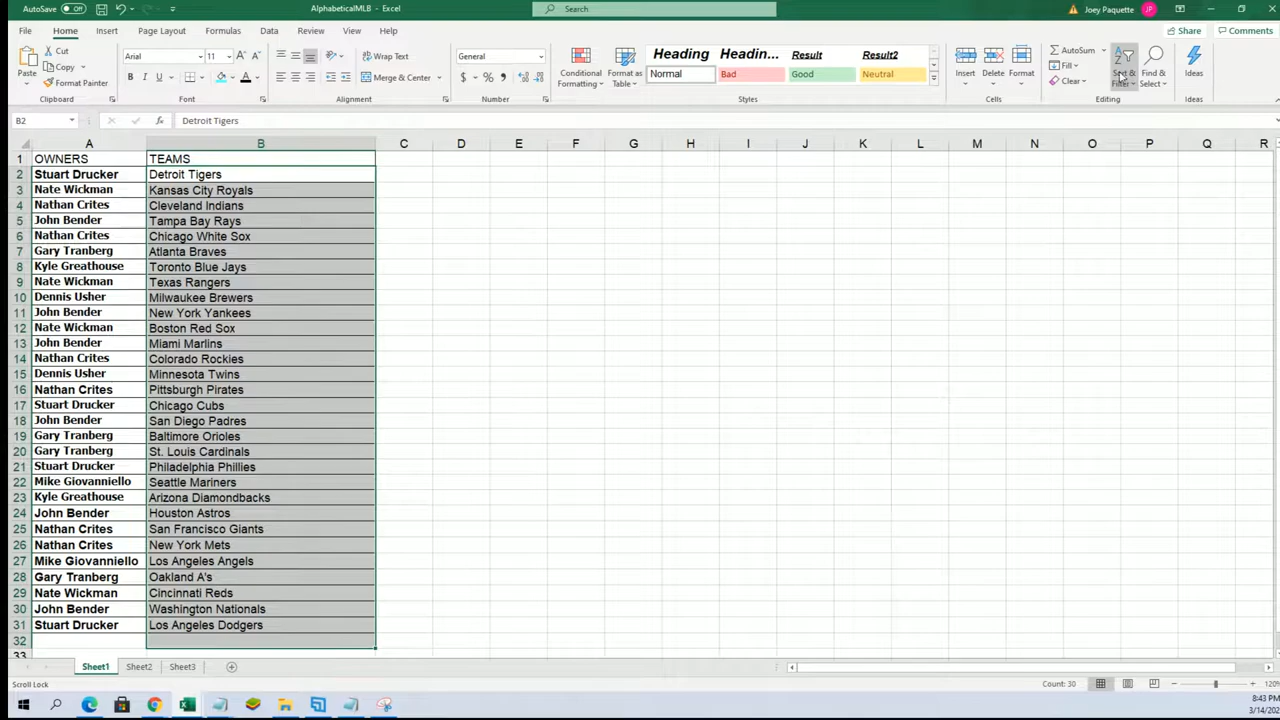 AutoSave Off AlphabeticalMLB - Excel Search Joey Paquette JP
File Home Insert Page Layout Formulas Data Review View Help Share Comments
Paste Cut Copy Format Painter Clipboard
Arial 11 A A B I U A Font
Wrap Text Merge & Center Alignment
General $ % , Number
Conditional Formatting Format as Table
Heading Headin... Result Result2
Normal Bad Good Neutral
Styles
Insert Delete Format Cells
AutoSum Fill Clear Sort & Filter Find & Select Editing
Ideas Ideas
B2 fx Detroit Tigers
A B C D E F G H I J K L M N O P Q R
1 OWNERS TEAMS
2 Stuart Drucker Detroit Tigers
3 Nate Wickman Kansas City Royals
4 Nathan Crites Cleveland Indians
5 John Bender Tampa Bay Rays
6 Nathan Crites Chicago White Sox
7 Gary Tranberg Atlanta Braves
8 Kyle Greathouse Toronto Blue Jays
9 Nate Wickman Texas Rangers
10 Dennis Usher Milwaukee Brewers
11 John Bender New York Yankees
12 Nate Wickman Boston Red Sox
13 John Bender Miami Marlins
14 Nathan Crites Colorado Rockies
15 Dennis Usher Minnesota Twins
16 Nathan Crites Pittsburgh Pirates
17 Stuart Drucker Chicago Cubs
18 John Bender San Diego Padres
19 Gary Tranberg Baltimore Orioles
20 Gary Tranberg St. Louis Cardinals
21 Stuart Drucker Philadelphia Phillies
22 Mike Giovanniello Seattle Mariners
23 Kyle Greathouse Arizona Diamondbacks
24 John Bender Houston Astros
25 Nathan Crites San Francisco Giants
26 Nathan Crites New York Mets
27 Mike Giovanniello Los Angeles Angels
28 Gary Tranberg Oakland A's
29 Nate Wickman Cincinnati Reds
30 John Bender Washington Nationals
31 Stuart Drucker Los Angeles Dodgers
32
33
Sheet1 Sheet2 Sheet3
Scroll Lock Count: 30 120%
8:43 PM
3/14/202